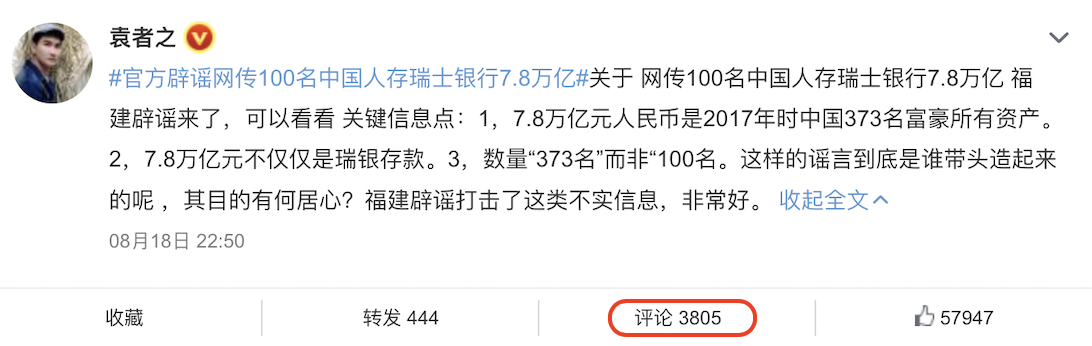 袁者之
#官方辟谣网传100名中国人存瑞士银行7.8万亿#关于 网传100名中国人存瑞士银行7.8万亿 福
建辟谣来了，可以看看 关键信息点：1，7.8万亿元人民币是2017年时中国373名富豪所有资产。
2，7.8万亿元不仅仅是瑞银存款。3，数量“373名”而非“100名。这样的谣言到底是谁带头造起来
的呢 ，其目的有何居心？福建辟谣打击了这类不实信息，非常好。 收起全文
08月18日 22:50
收藏 转发 444 评论 3805 57947